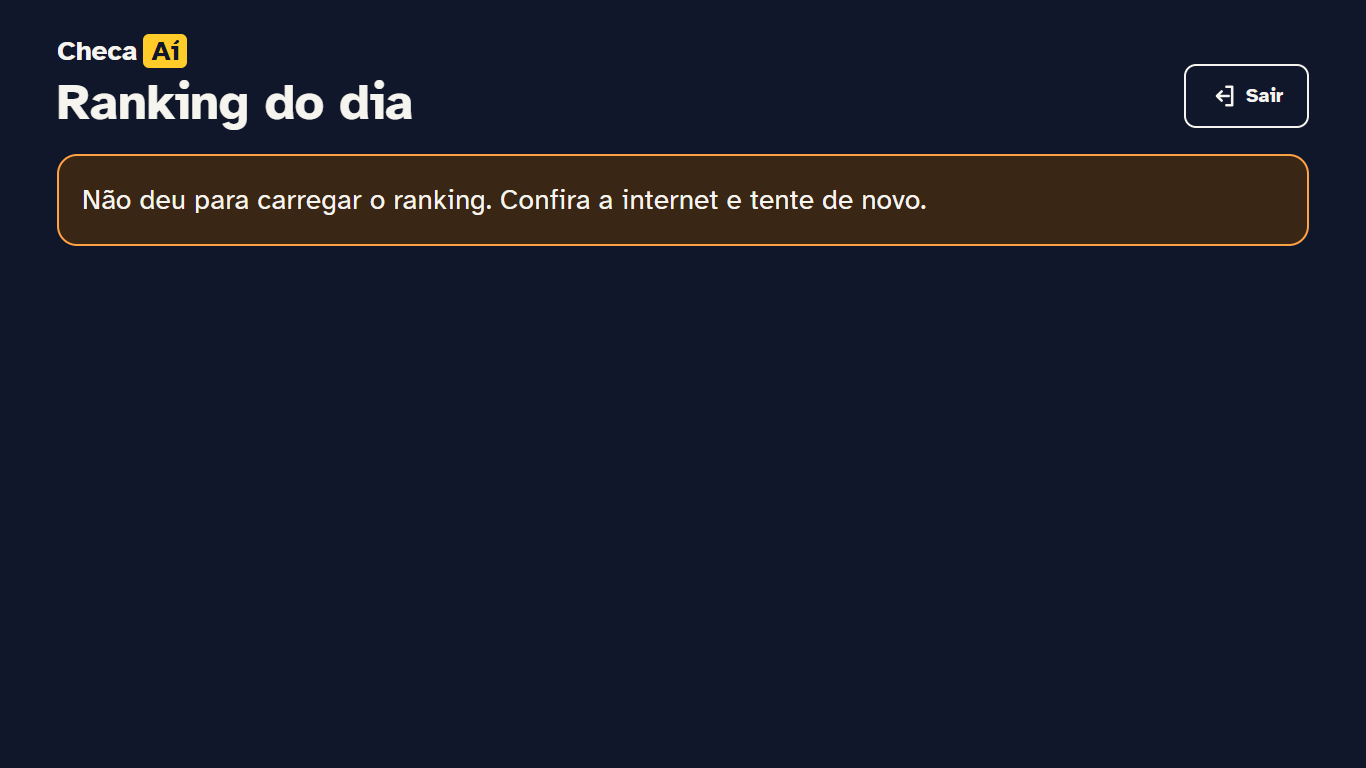 Checa Aí
Ranking do dia
Sair
Não deu para carregar o ranking. Confira a internet e tente de novo.